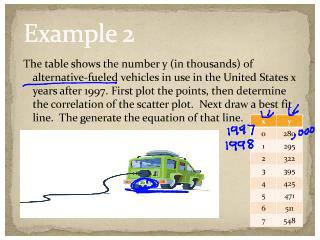 Example 2
The table shows the number y (in thousands) of
alternative-fueled vehicles in use in the United States x
years after 1997. First plot the points, then determine
the correlation of the scatter plot. Next draw a best fit
line. The generate the equation of that line.
x y
1997 0 280,000
1998 1 295
2 322
3 395
4 425
5 471
6 511
7 548